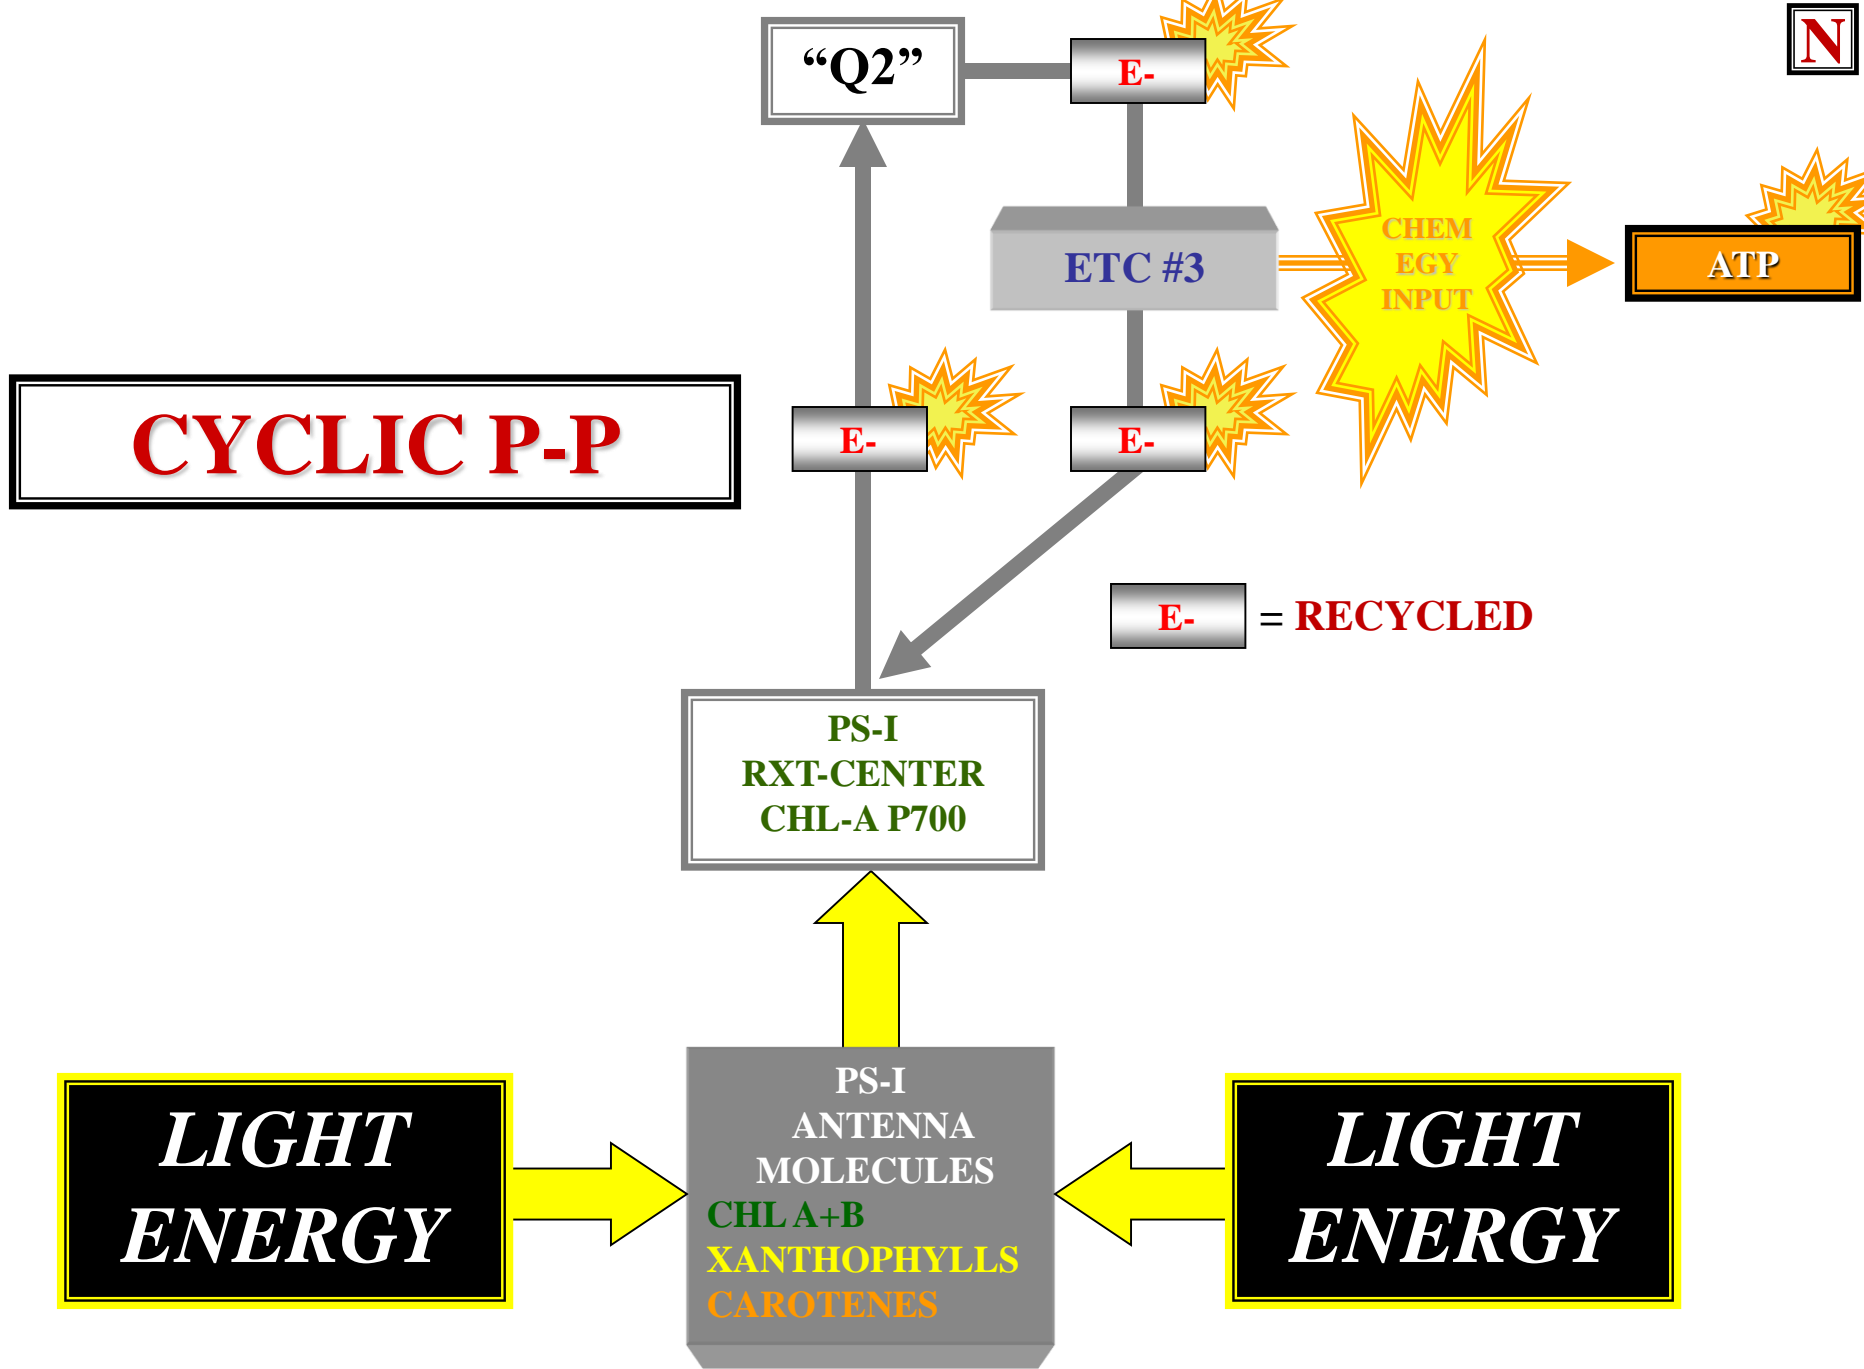 “Q2”
E-
N
CHEM
EGY
INPUT
ETC #3
ATP
CYCLIC P-P
E-
E-
E- = RECYCLED
PS-I
RXT-CENTER
CHL-A P700
PS-I
ANTENNA
MOLECULES
CHL A+B
XANTHOPHYLLS
CAROTENES
LIGHT
ENERGY
LIGHT
ENERGY